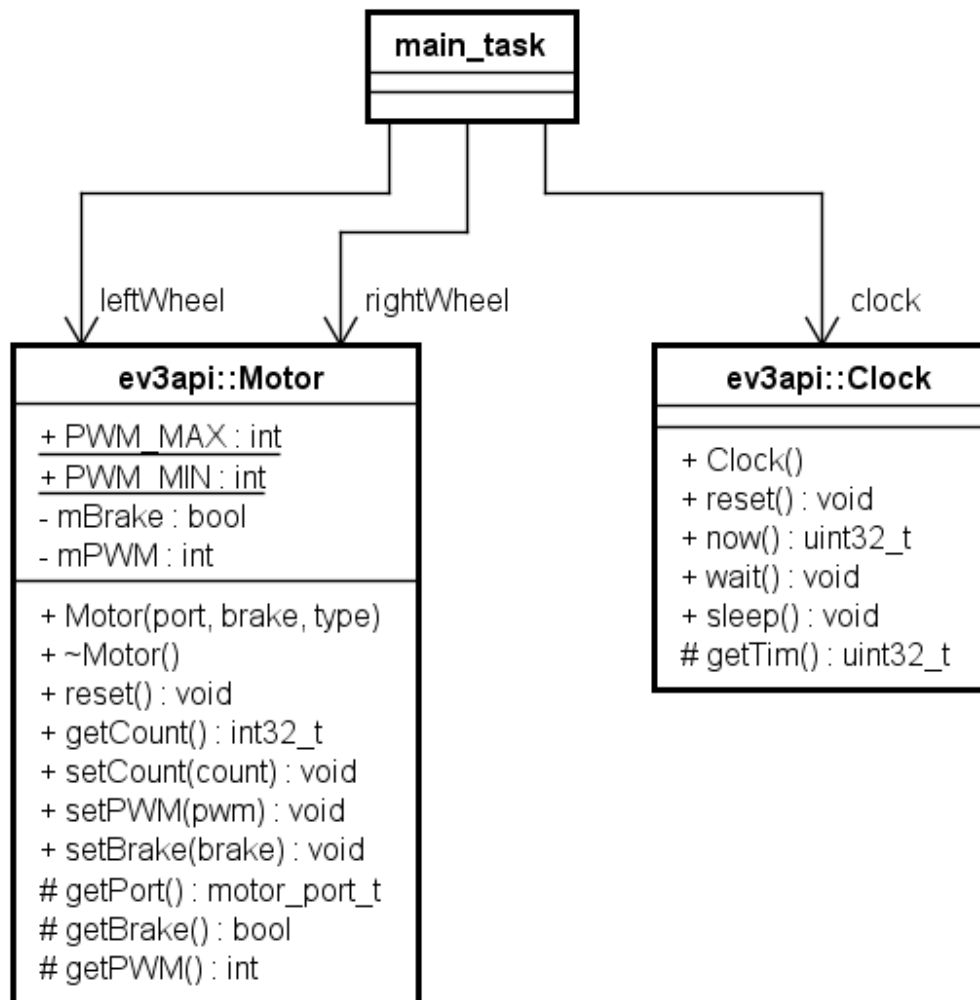 main_task
leftWheel
rightWheel
clock
ev3api::Motor
+ PWM_MAX : int
+ PWM_MIN : int
- mBrake : bool
- mPWM : int
+ Motor(port, brake, type)
+ ~Motor()
+ reset() : void
+ getCount() : int32_t
+ setCount(count) : void
+ setPWM(pwm) : void
+ setBrake(brake) : void
# getPort() : motor_port_t
# getBrake() : bool
# getPWM() : int
ev3api::Clock
+ Clock()
+ reset() : void
+ now() : uint32_t
+ wait() : void
+ sleep() : void
# getTim() : uint32_t